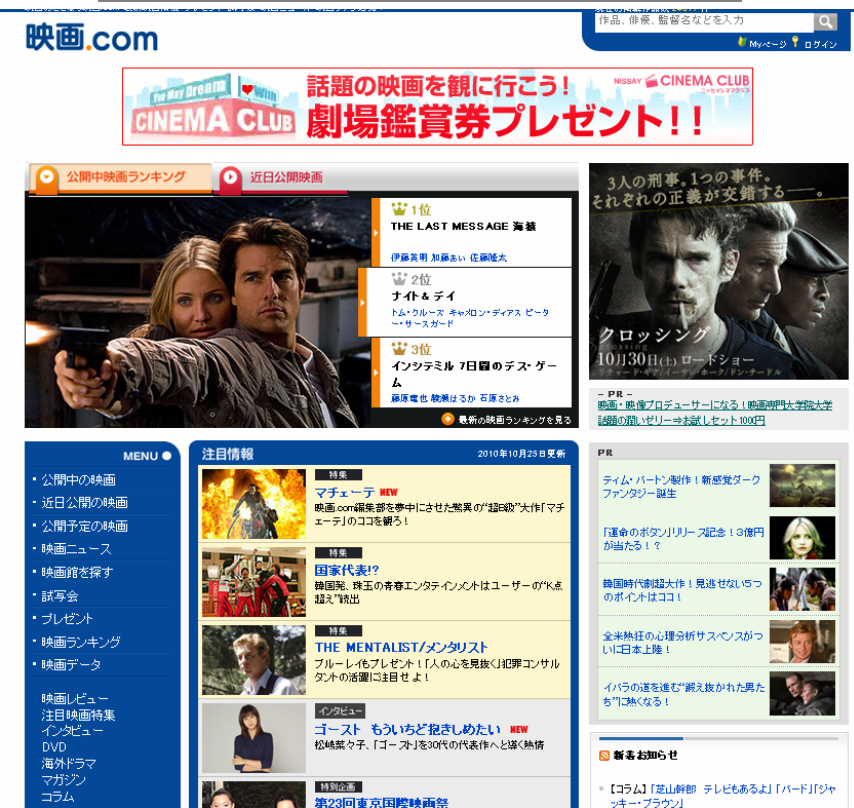 映画.com
作品、俳優、監督名などを入力
Myページ
ログイン
You May Dream
WITH
CINEMA CLUB
話題の映画を観に行こう!
NISSAY CINEMA CLUB
ニッセイシネマクラブ
劇場鑑賞券プレゼント!!
公開中映画ランキング
近日公開映画
1位
THE LAST MESSAGE 海猿
伊藤英明 加藤あい 佐藤隆太
2位
ナイト& デイ
トム・クルーズ キャメロン・ディアス ピータ
ー・サースガード
3位
インシテミル 7日間のデス・ゲー
ム
藤原竜也 綾瀬はるか 石原さとみ
最新の映画ランキングを見る
3人の刑事。1つの事件。
それぞれの正義が交錯する──。
クロッシング
10月30日(土) ロードショー
リチャード・ギア/イーサン・ホーク/ドン・チードル
– PR –
映画・映像プロデューサーになる!映画専門大学院大学
話題の潤いゼリー⇒お試しセット100円
MENU
公開中の映画
近日公開の映画
公開予定の映画
映画ニュース
映画館を探す
試写会
プレゼント
映画ランキング
映画データ
映画レビュー
注目映画特集
インタビュー
DVD
海外ドラマ
マガジン
コラム
注目情報
2010年10月25日更新
特集
マチェーテ NEW
映画.com編集部を夢中にさせた驚異の“超B級”大作「マチ
ェーテ」のココを観ろ!
特集
国家代表!?
韓国発、珠玉の青春エンタテインメントはユーザーの“K点
超え”続出
特集
THE MENTALIST/メンタリスト
ブルーレイもプレゼント!「人の心を見抜く」犯罪コンサル
タントの活躍に注目せよ!
インタビュー
ゴースト もういちど抱きしめたい NEW
松嶋菜々子、「ゴースト」を30代の代表作へと導く熱情
特別企画
第23回東京国際映画祭
PR
ティム・バートン製作!新感覚ダーク
ファンタジー誕生
「運命のボタン」リリース記念!3億円
が当たる!?
韓国時代劇超大作!見逃せない5つ
のポイントはココ!
全米熱狂の心理分析サスペンスがつ
いに日本上陸!
イバラの道を進む“鍛え抜かれた男た
ち”に熱くなる!
新着お知らせ
【コラム】「芝山幹郎 テレビもあるよ」「バード」「ジャ
ッキー・ブラウン」